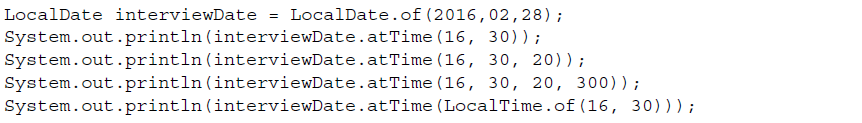 LocalDate interviewDate = LocalDate.of(2016,02,28);
System.out.println(interviewDate.atTime(16, 30));
System.out.println(interviewDate.atTime(16, 30, 20));
System.out.println(interviewDate.atTime(16, 30, 20, 300));
System.out.println(interviewDate.atTime(LocalTime.of(16, 30)));